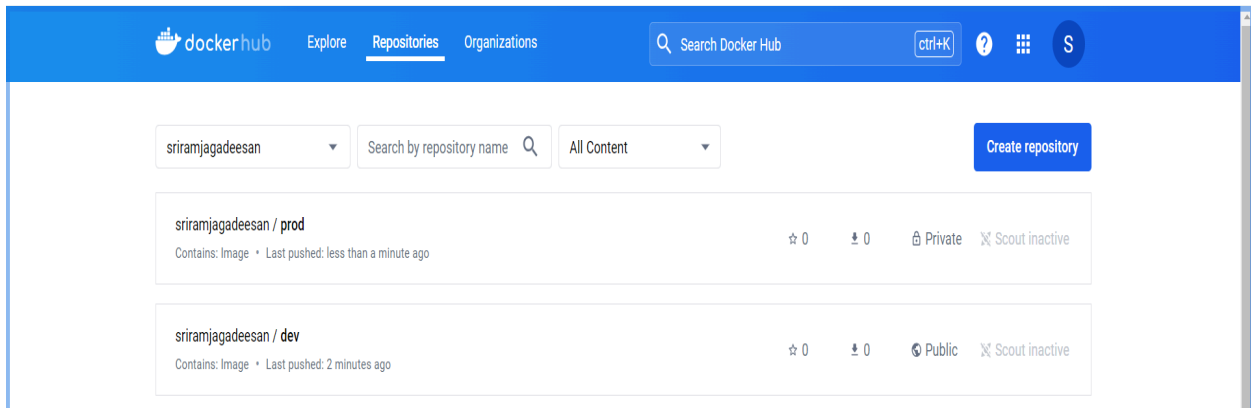 dockerhub Explore Repositories Organizations Search Docker Hub ctrl+K ? S
sriramjagadeesan Search by repository name All Content Create repository
sriramjagadeesan / prod
0 0 Private Scout inactive
Contains: Image • Last pushed: less than a minute ago
sriramjagadeesan / dev
0 0 Public Scout inactive
Contains: Image • Last pushed: 2 minutes ago